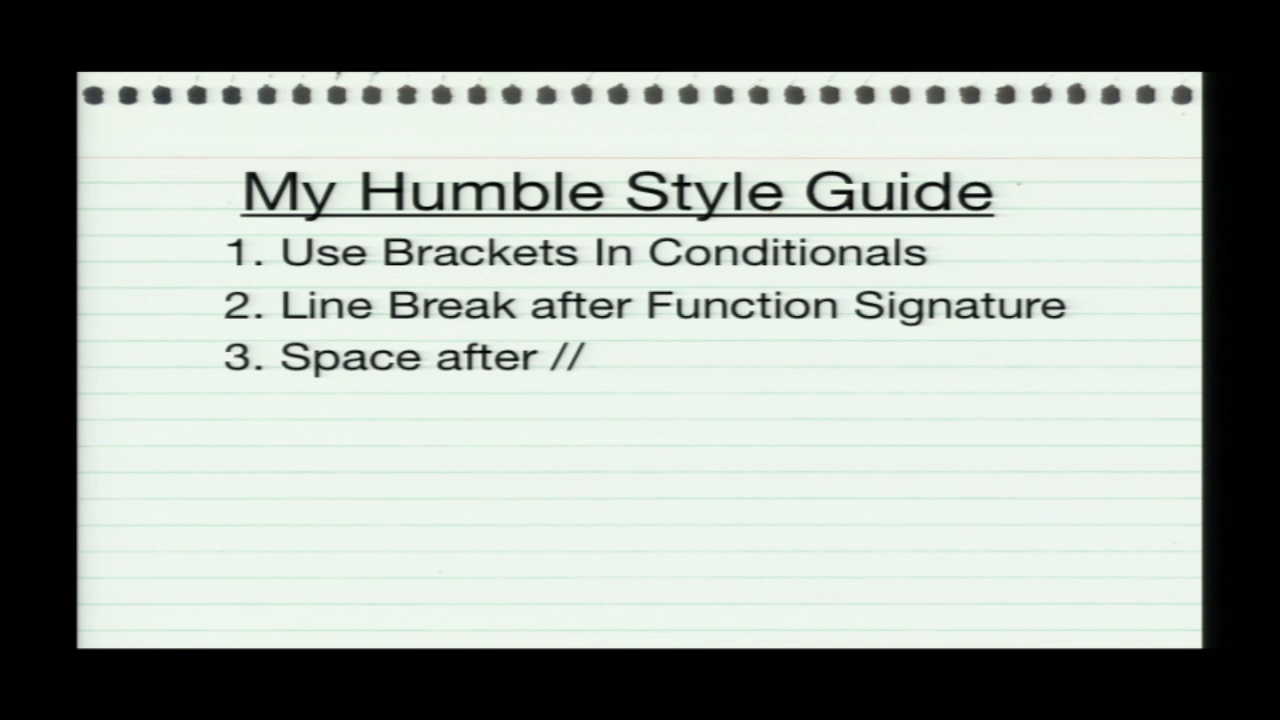 My Humble Style Guide
1. Use Brackets In Conditionals
2. Line Break after Function Signature
3. Space after //